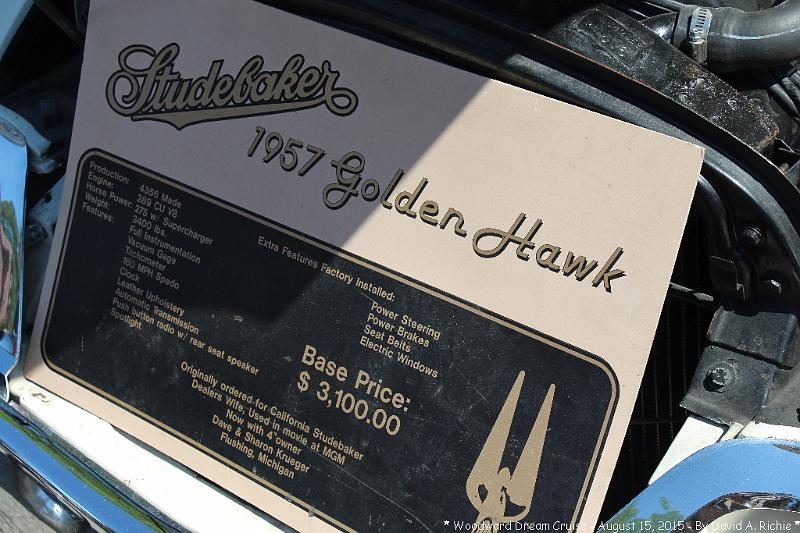 Studebaker
1957 Golden Hawk
Production: 4356 Made
Engine: 289 CU V8
Horse Power: 275 w/ Supercharger
Weight: 3400 lbs.
Features: Full Instrumentation
Vacuum Gage
Tachometer
160 MPH Spedo
Clock
Leather Upholstery
Automatic Transmission
Push button radio w/ rear seat speaker
Spotlight
Extra Features Factory Installed:
Power Steering
Power Brakes
Seat Belts
Electric Windows
Base Price:
$ 3,100.00
Originally ordered for California Studebaker
Dealers Wife, Used in movie at MGM
Now with 4' owner
Dave & Sharon Krueger
Flushing, Michigan
* Woodward Dream Cruise - August 15, 2015 - By David A. Richie *